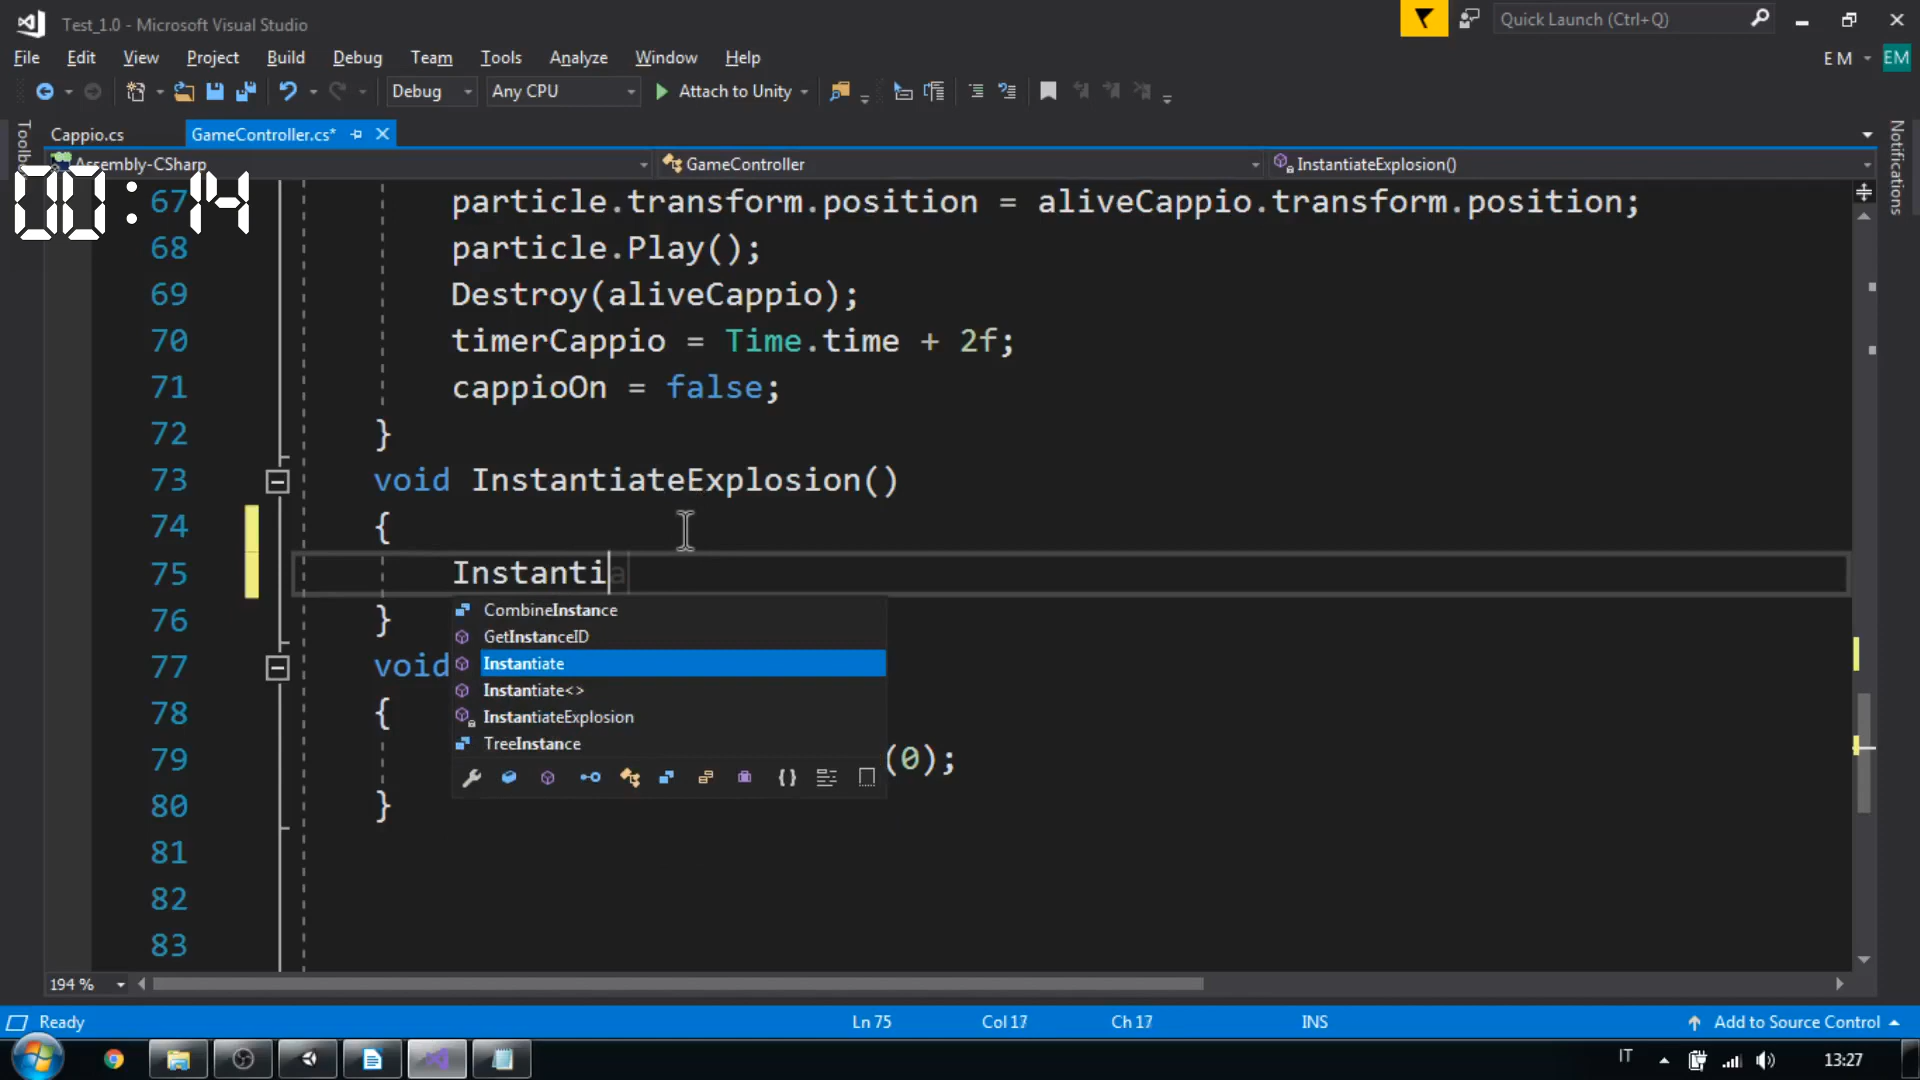 Test_1.0 - Microsoft Visual Studio
Quick Launch (Ctrl+Q)
File Edit View Project Build Debug Team Tools Analyze Window Help
E M EM
Debug Any CPU Attach to Unity
Cappio.cs GameController.cs*
Notifications
Assembly-CSharp GameController InstantiateExplosion()
00:14
67 particle.transform.position = aliveCappio.transform.position;
68 particle.Play();
69 Destroy(aliveCappio);
70 timerCappio = Time.time + 2f;
71 cappioOn = false;
72 }
73 void InstantiateExplosion()
74 {
75 Instantia
CombineInstance
76 }
GetInstanceID
Instantiate
77 void
Instantiate<>
78 {
InstantiateExplosion
TreeInstance
79 (0);
80 }
81
82
83
194 %
Ready Ln 75 Col 17 Ch 17 INS Add to Source Control
IT 13:27